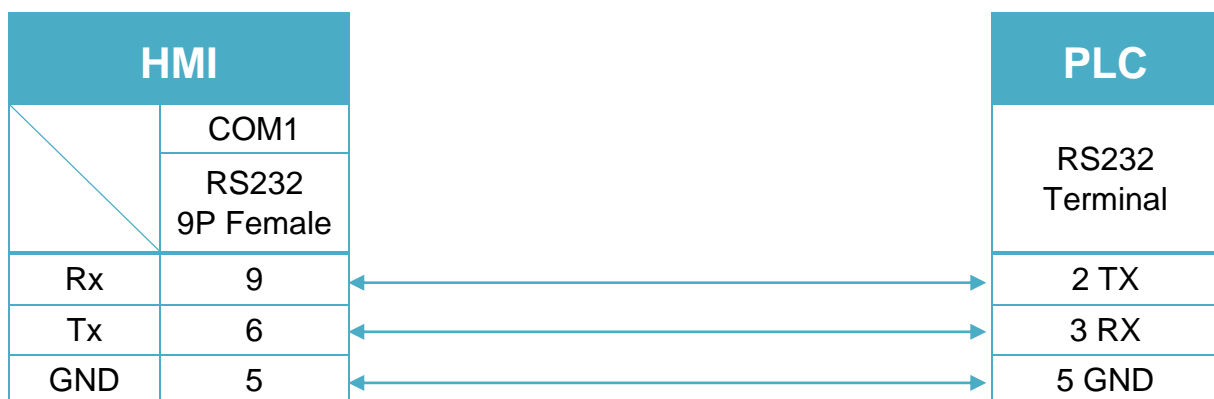 HMI
PLC
COM1
RS232
9P Female
RS232
Terminal
Rx 9 2 TX
Tx 6 3 RX
GND 5 5 GND